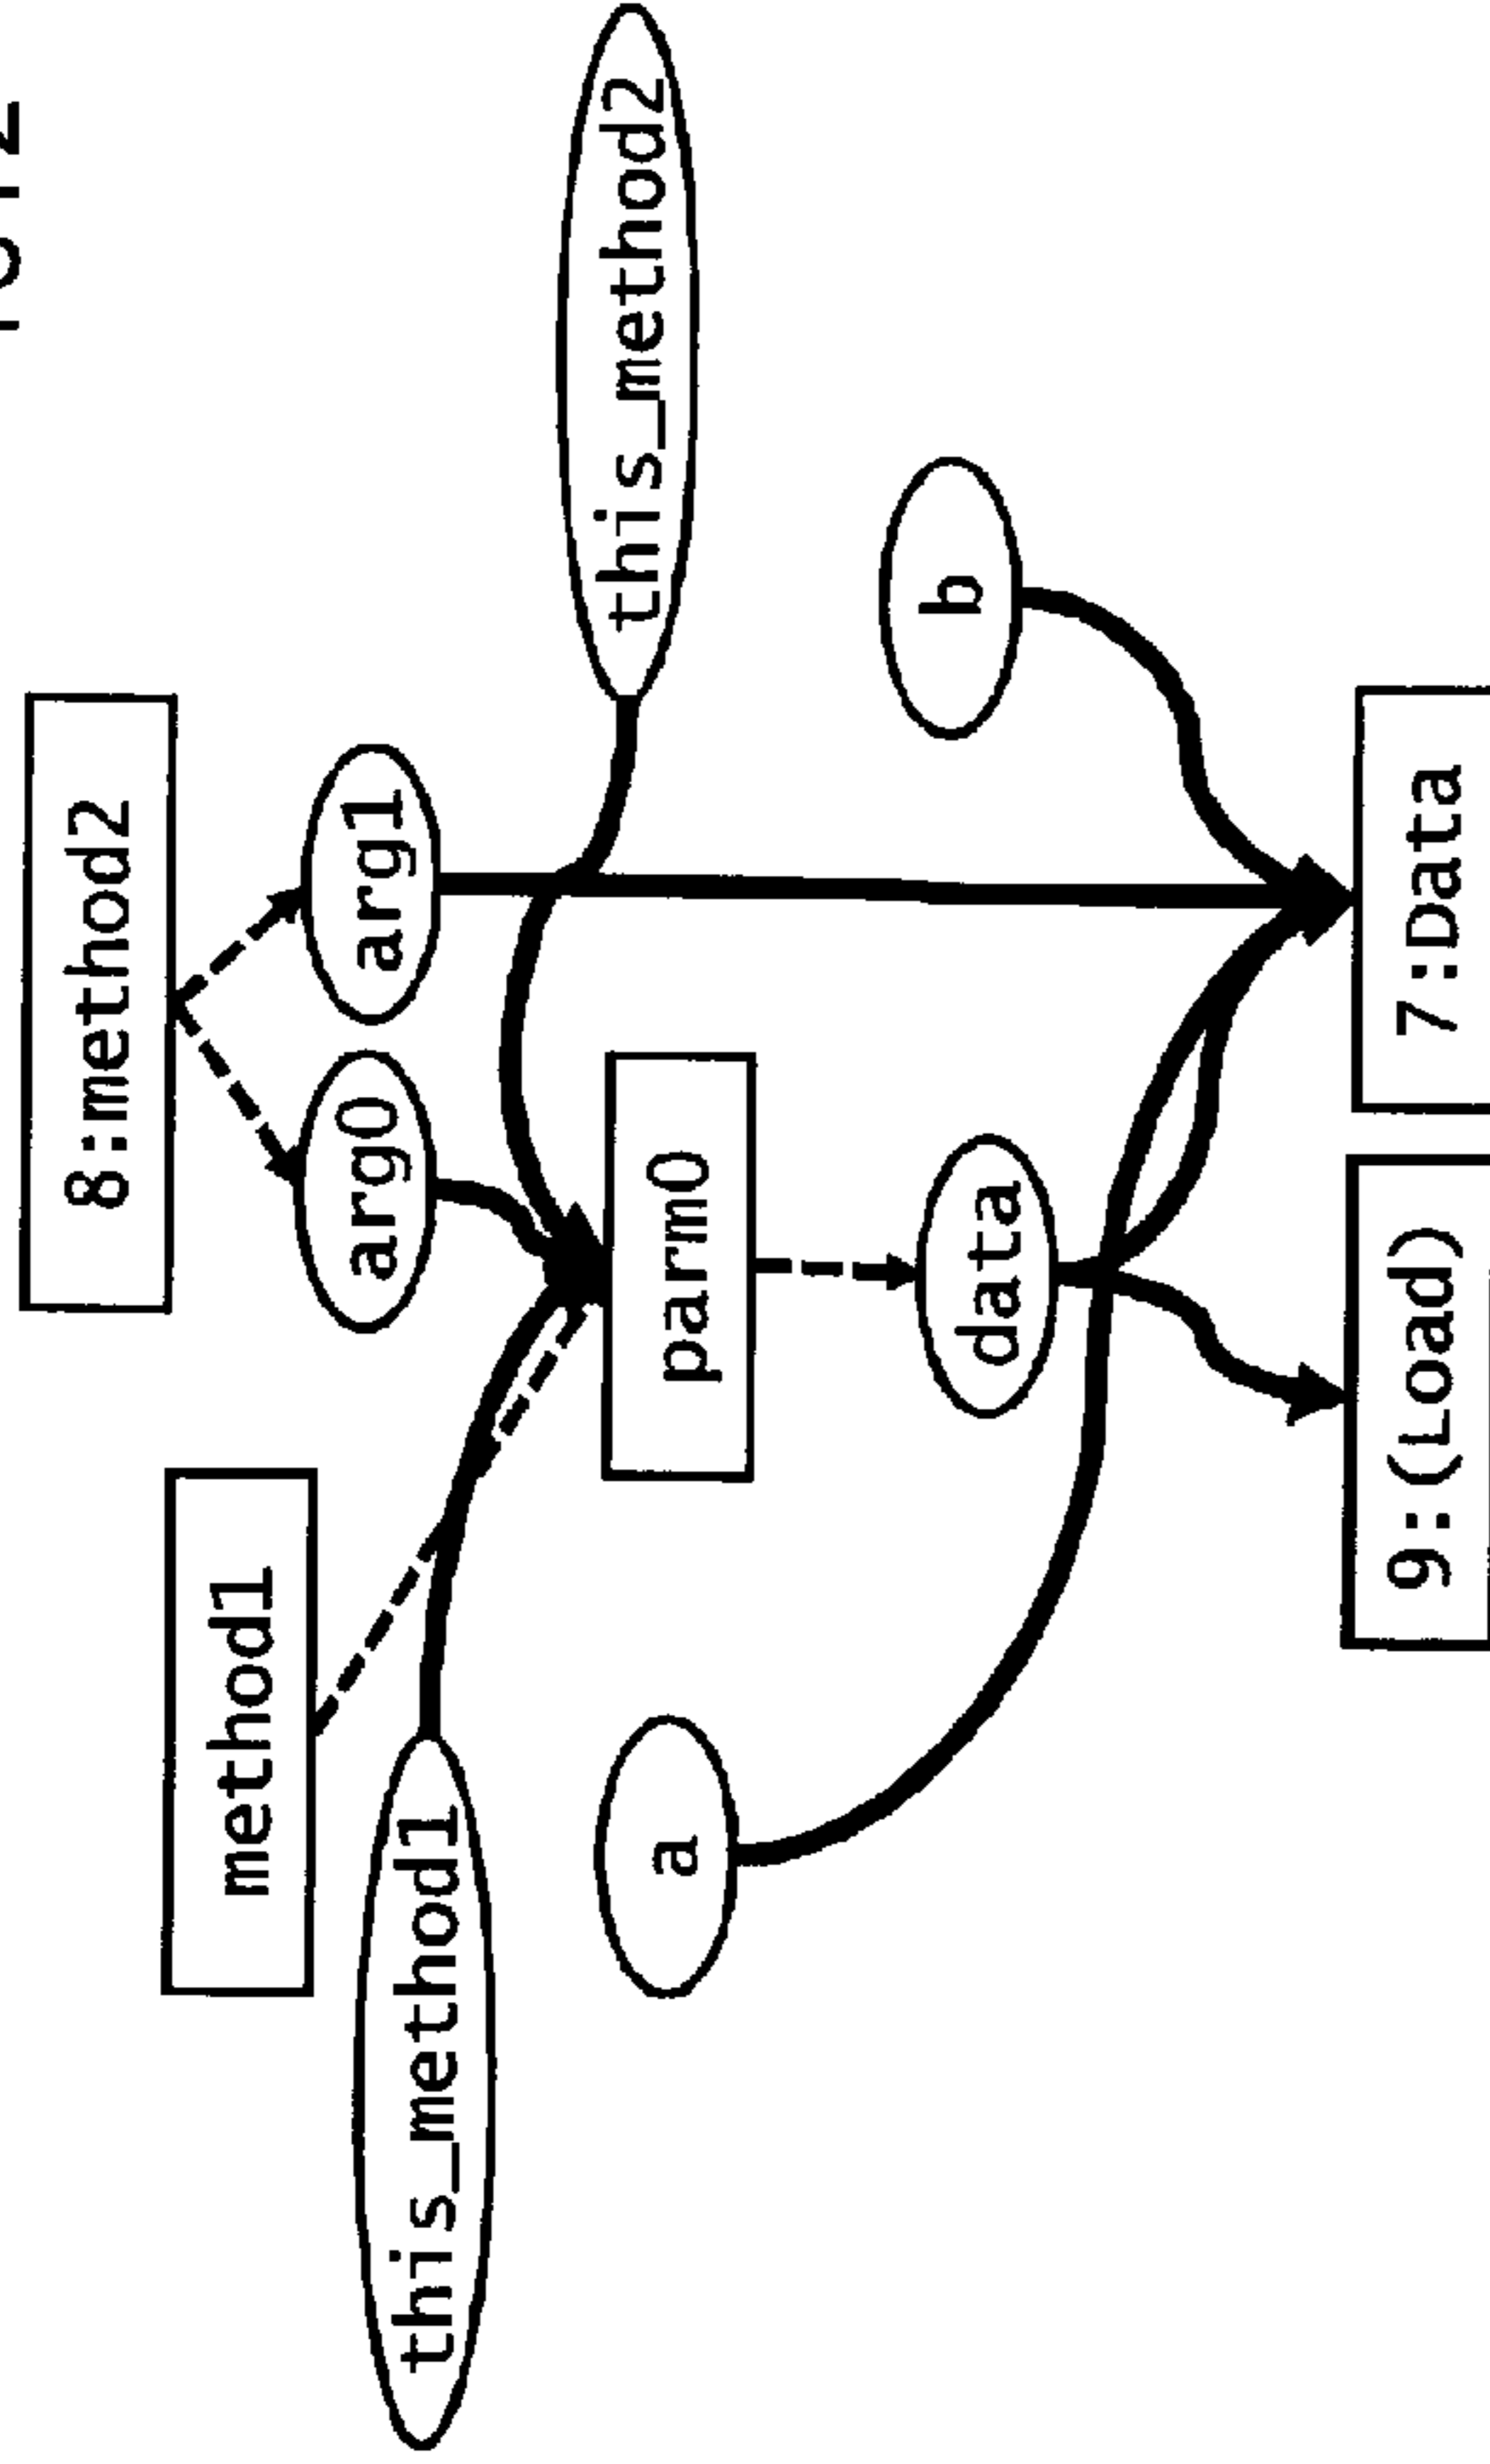 8:method2
method1
arg0
arg1
this_method1
this_method2
parm0
a
data
b
9:(Load)
7:Data